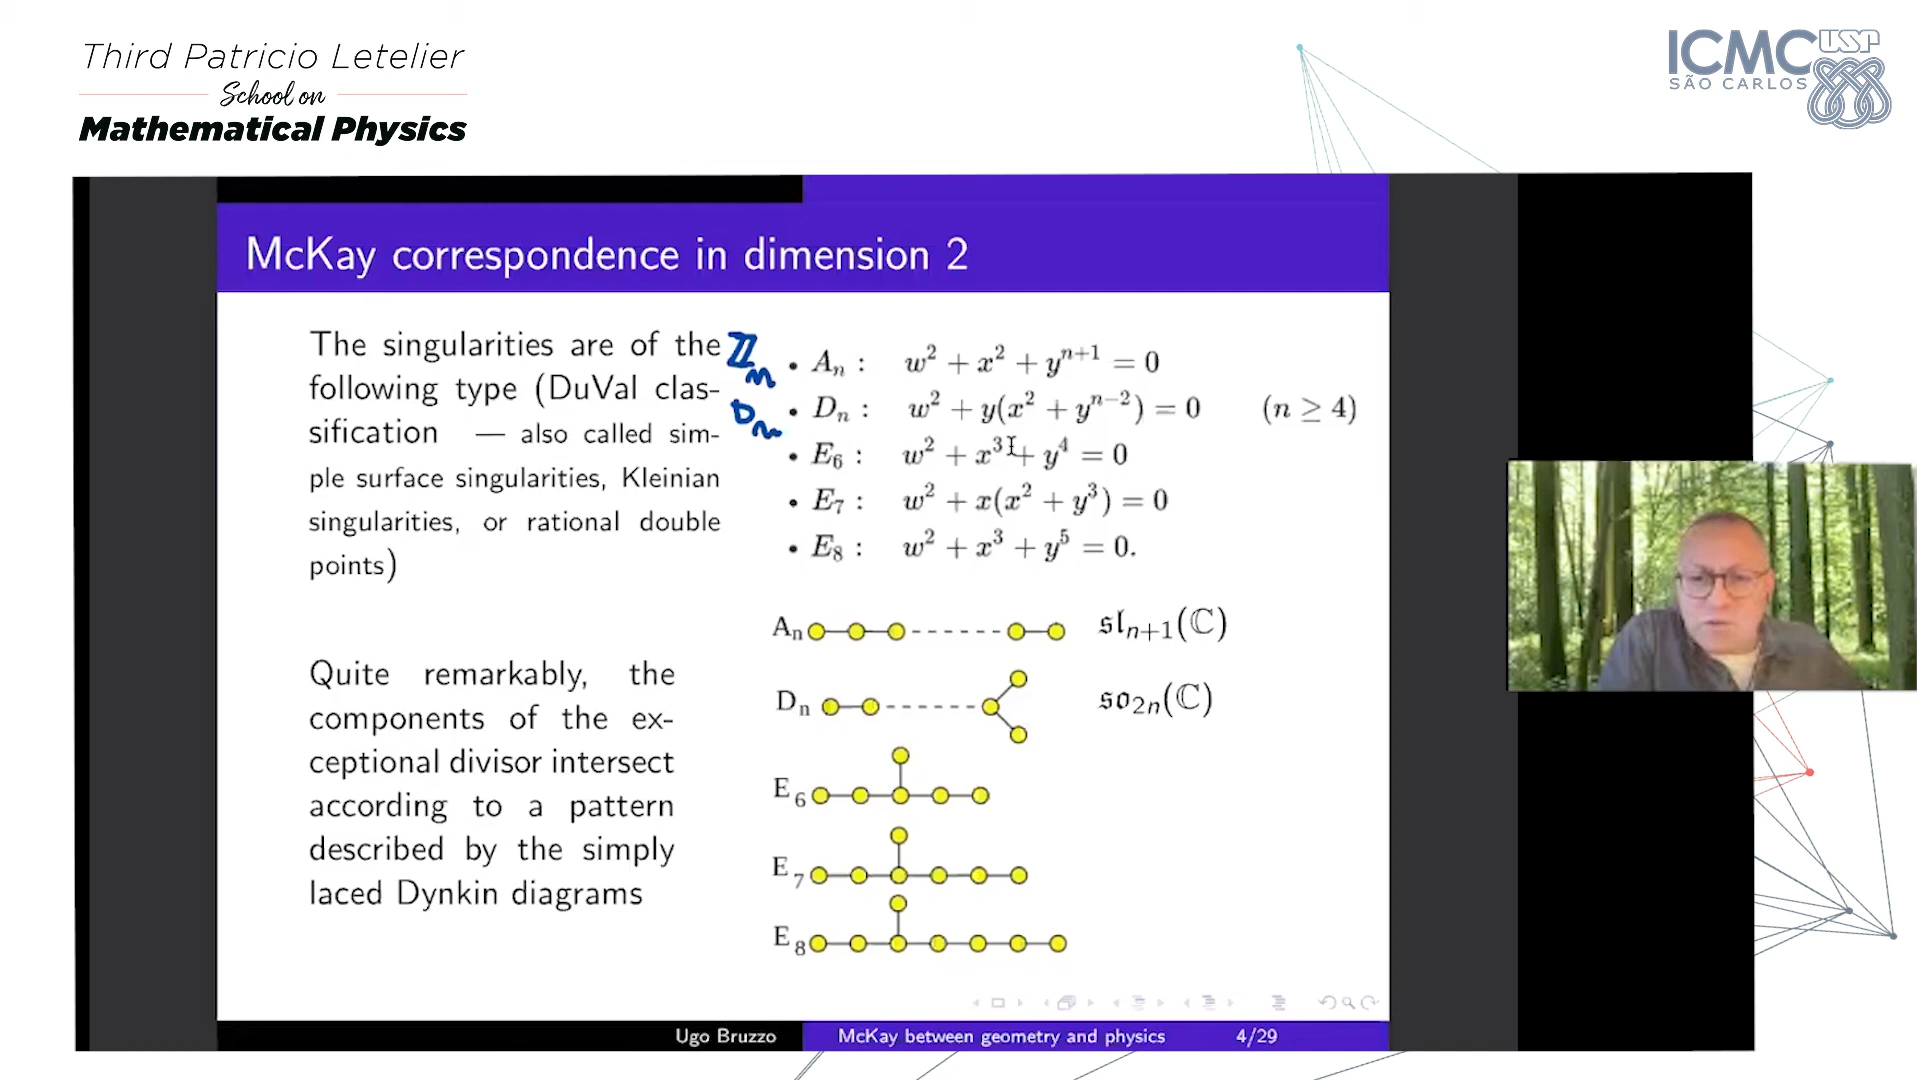 Third Patricio Letelier
School on
Mathematical Physics
ICMC USP
SÃO CARLOS
McKay correspondence in dimension 2
The singularities are of the
following type (DuVal clas-
sification — also called sim-
ple surface singularities, Kleinian
singularities, or rational double
points)
Quite remarkably, the
components of the ex-
ceptional divisor intersect
according to a pattern
described by the simply
laced Dynkin diagrams
ℤₙ
Dₙ
• Aₙ : w² + x² + yⁿ⁺¹ = 0
• Dₙ : w² + y(x² + yⁿ⁻²) = 0 (n ≥ 4)
• E₆ : w² + x³ + y⁴ = 0
• E₇ : w² + x(x² + y³) = 0
• E₈ : w² + x³ + y⁵ = 0.
Aₙ 𝔰𝔩ₙ₊₁(ℂ)
Dₙ 𝔰𝔬₂ₙ(ℂ)
E₆
E₇
E₈
Ugo Bruzzo McKay between geometry and physics 4/29